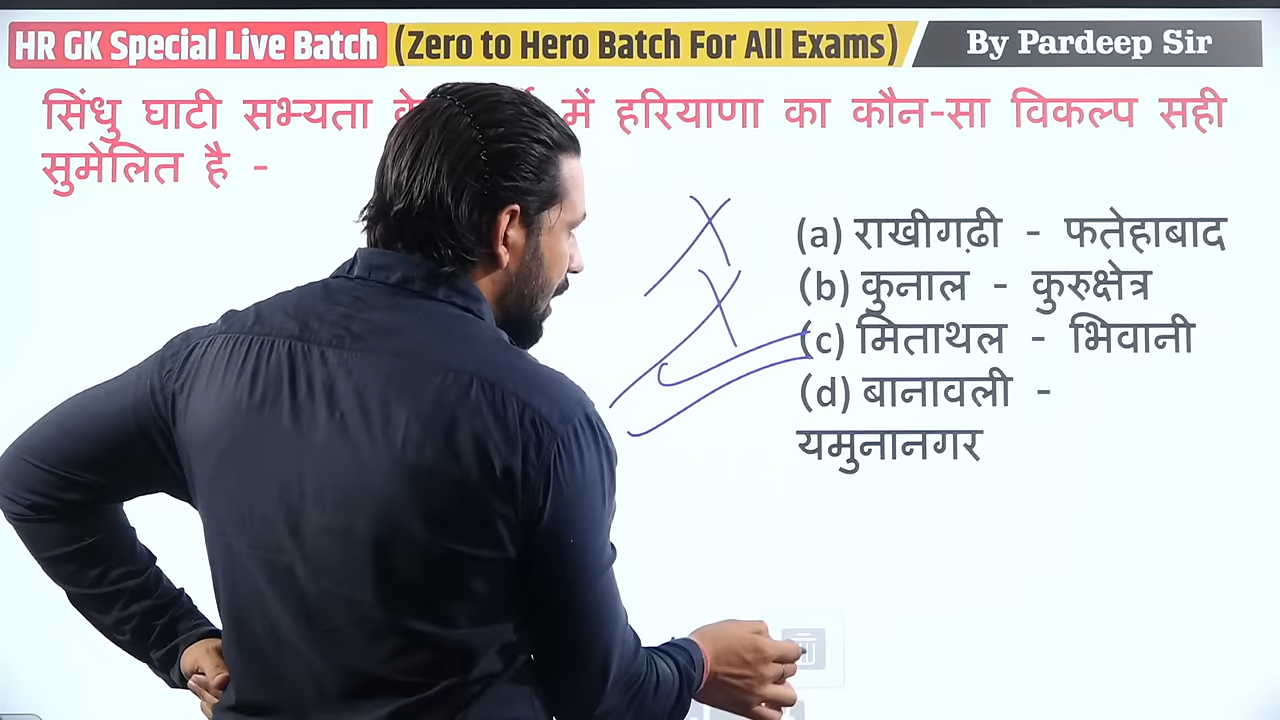 HR GK Special Live Batch (Zero to Hero Batch For All Exams) By Pardeep Sir
सिंधु घाटी सभ्यता में हरियाणा का कौन-सा विकल्प सही
सुमेलित है -
(a) राखीगढ़ी - फतेहाबाद
(b) कुनाल - कुरुक्षेत्र
(c) मिताथल - भिवानी
(d) बानावली -
यमुनानगर